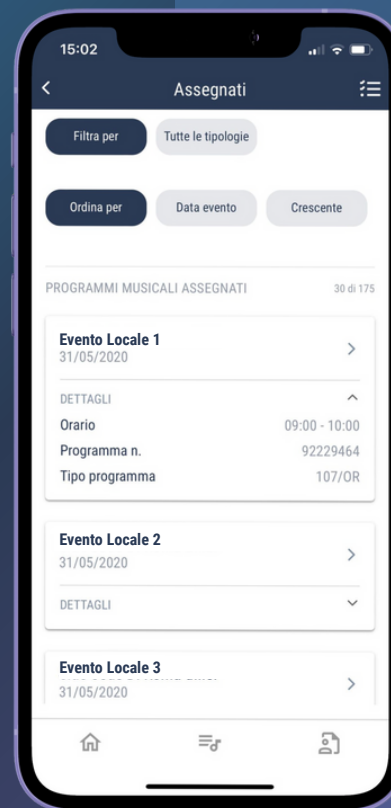 15:02
Assegnati
Filtra per Tutte le tipologie
Ordina per Data evento Crescente
PROGRAMMI MUSICALI ASSEGNATI 30 di 175
Evento Locale 1
31/05/2020
DETTAGLI
Orario 09:00 - 10:00
Programma n. 92229464
Tipo programma 107/OR
Evento Locale 2
31/05/2020
DETTAGLI
Evento Locale 3
31/05/2020